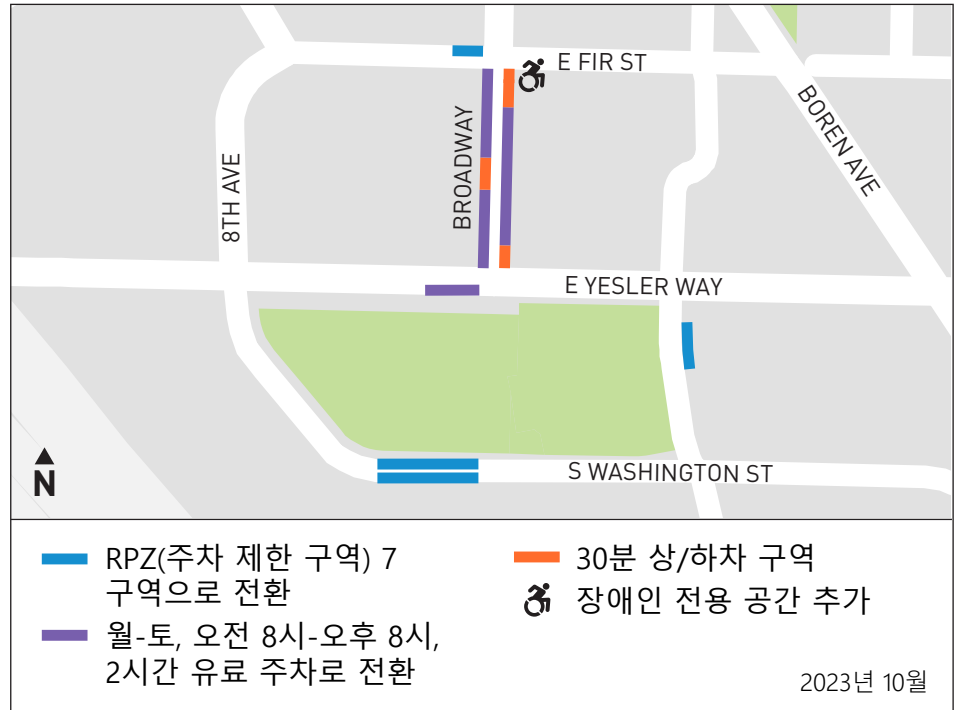 E FIR ST
BROADWAY
8TH AVE
BOREN AVE
E YESLER WAY
S WASHINGTON ST
N
RPZ(주차 제한 구역) 7
구역으로 전환
월-토, 오전 8시-오후 8시,
2시간 유료 주차로 전환
30분 상/하차 구역
장애인 전용 공간 추가
2023년 10월